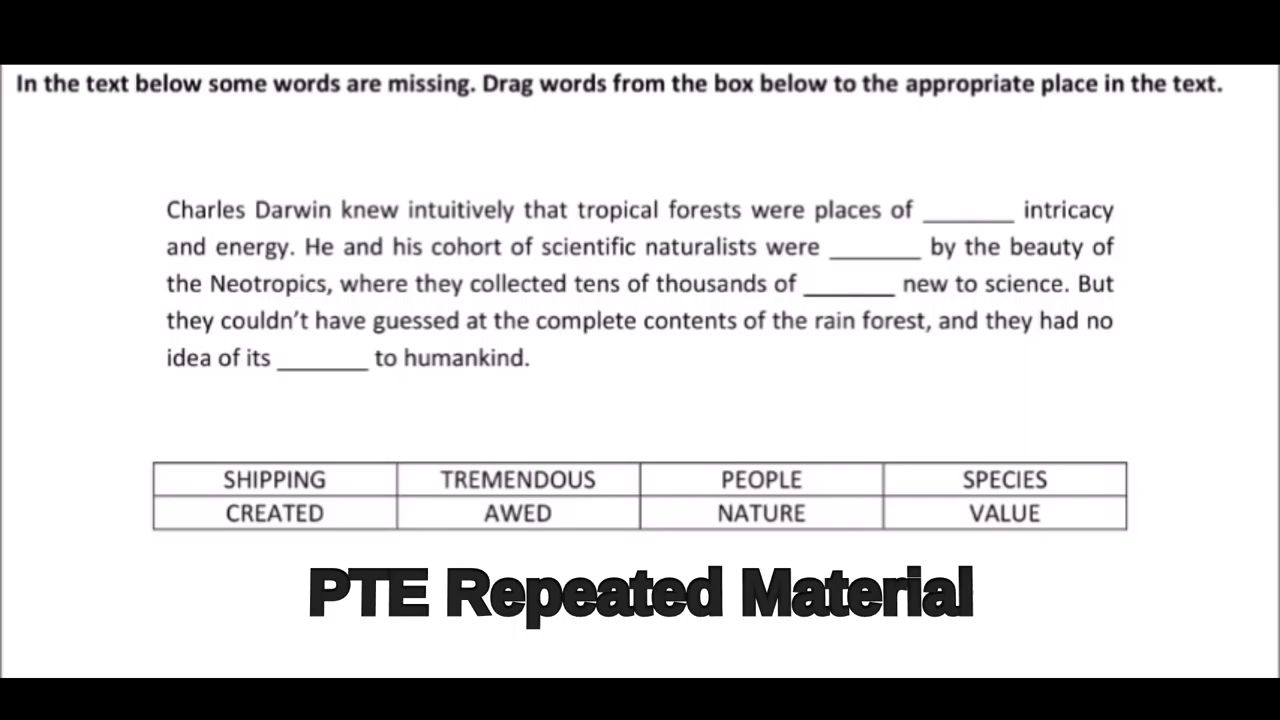 In the text below some words are missing. Drag words from the box below to the appropriate place in the text.
Charles Darwin knew intuitively that tropical forests were places of _______ intricacy
and energy. He and his cohort of scientific naturalists were _______ by the beauty of
the Neotropics, where they collected tens of thousands of _______ new to science. But
they couldn't have guessed at the complete contents of the rain forest, and they had no
idea of its _______ to humankind.
SHIPPING TREMENDOUS PEOPLE SPECIES
CREATED AWED NATURE VALUE
PTE Repeated Material